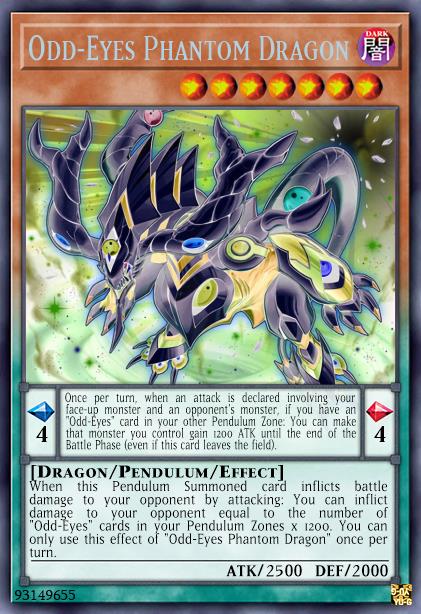 ODD-EYES PHANTOM DRAGON
DARK
闇
Once per turn, when an attack is declared involving your
face-up monster and an opponent's monster, if you have an
"Odd-Eyes" card in your other Pendulum Zone: You can make
that monster you control gain 1200 ATK until the end of the
Battle Phase (even if this card leaves the field).
4
4
[DRAGON/PENDULUM/EFFECT]
When this Pendulum Summoned card inflicts battle
damage to your opponent by attacking: You can inflict
damage to your opponent equal to the number of
"Odd-Eyes" cards in your Pendulum Zones x 1200. You can
only use this effect of "Odd-Eyes Phantom Dragon" once per
turn.
ATK/2500 DEF/2000
93149655